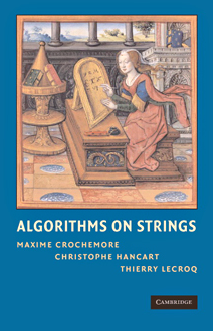 ALGORITHMS ON STRINGS
MAXIME CROCHEMORE
CHRISTOPHE HANCART
THIERRY LECROQ
CAMBRIDGE